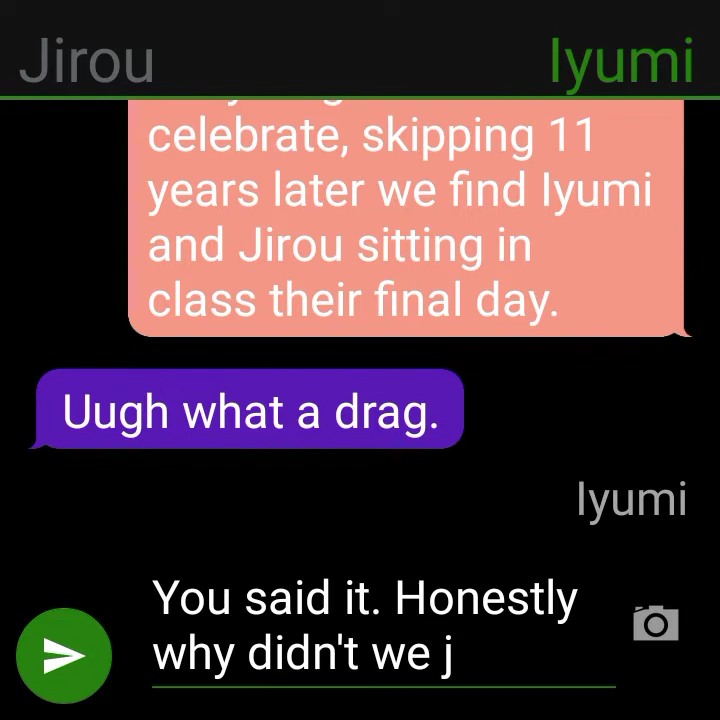 Jirou Iyumi
celebrate, skipping 11
years later we find Iyumi
and Jirou sitting in
class their final day.
Uugh what a drag.
Iyumi
You said it. Honestly
why didn't we j